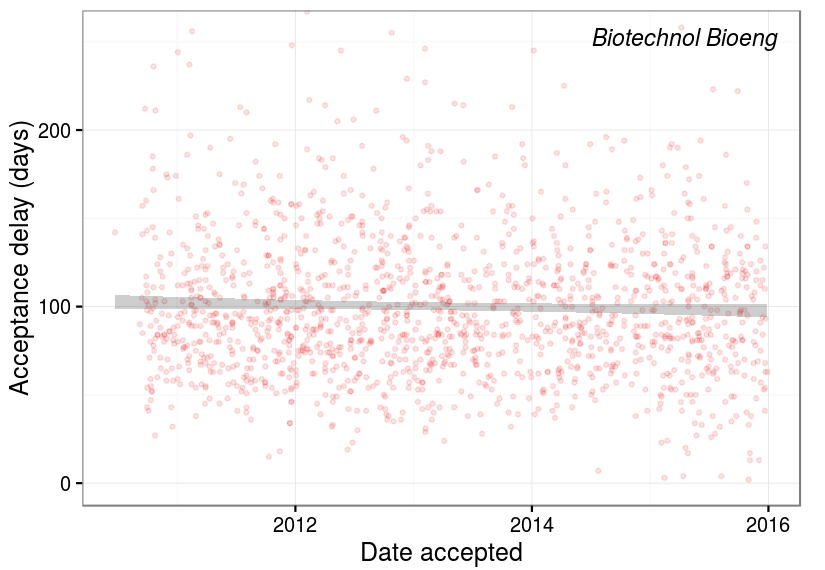 Biotechnol Bioeng
Acceptance delay (days)
200
100
0
2012
2014
2016
Date accepted